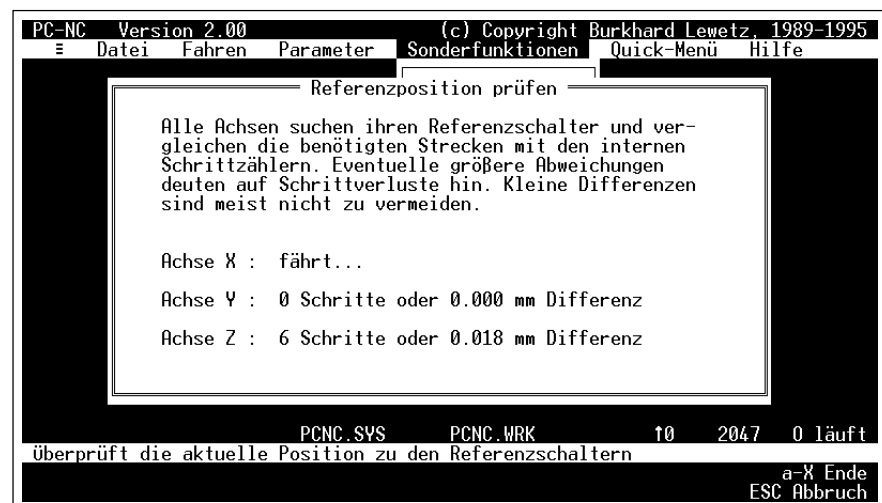 PC-NC Version 2.00 (c) Copyright Burkhard Lewetz, 1989-1995
≡ Datei Fahren Parameter Sonderfunktionen Quick-Menü Hilfe
Referenzposition prüfen
Alle Achsen suchen ihren Referenzschalter und ver-
gleichen die benötigten Strecken mit den internen
Schrittzählern. Eventuelle größere Abweichungen
deuten auf Schrittverluste hin. Kleine Differenzen
sind meist nicht zu vermeiden.
Achse X : fährt...
Achse Y : 0 Schritte oder 0.000 mm Differenz
Achse Z : 6 Schritte oder 0.018 mm Differenz
PCNC.SYS PCNC.WRK ↑0 2047 0 läuft
Überprüft die aktuelle Position zu den Referenzschaltern
a-X Ende
ESC Abbruch